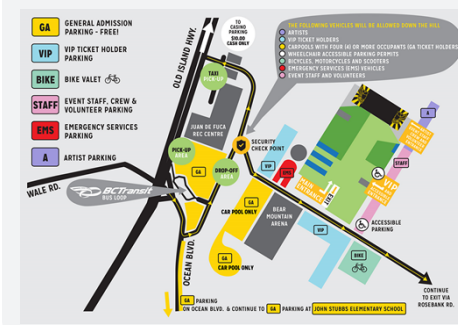 GA
GENERAL ADMISSION
PARKING - FREE!
VIP
VIP TICKET HOLDER
PARKING
BIKE
BIKE VALET
STAFF
EVENT STAFF, CREW &
VOLUNTEER PARKING
EMS
EMERGENCY SERVICES
PARKING
A
ARTIST PARKING
OLD ISLAND HWY.
TO
CASINO
PARKING
$10.00
CASH ONLY
THE FOLLOWING VEHICLES WILL BE ALLOWED DOWN THE HILL
ARTISTS
VIP TICKET HOLDERS
CARPOOLS WITH FOUR (4) OR MORE OCCUPANTS (GA TICKET HOLDERS)
WHEELCHAIR ACCESSIBLE PARKING PERMITS
BICYCLES, MOTORCYCLES AND SCOOTERS
EMERGENCY SERVICES (EMS) VEHICLES
EVENT STAFF AND VOLUNTEERS
TAXI
PICK-UP
JUAN DE FUCA
REC CENTRE
SECURITY
CHECK POINT
PICK-UP
AREA
GA
DROP-OFF
AREA
VIP
EMS
MAIN
ENTRANCE
EXIT
A
STAFF
VIP
ACCESSIBLE
PARKING
WALE RD.
BCTransit
BUS LOOP
GA
CAR POOL ONLY
BEAR
MOUNTAIN
ARENA
VIP
BIKE
GA
CAR POOL ONLY
OCEAN BLVD.
CONTINUE
TO EXIT VIA
ROSEBANK RD.
GA PARKING
ON OCEAN BLVD. & CONTINUE TO GA PARKING AT JOHN STUBBS ELEMENTARY SCHOOL